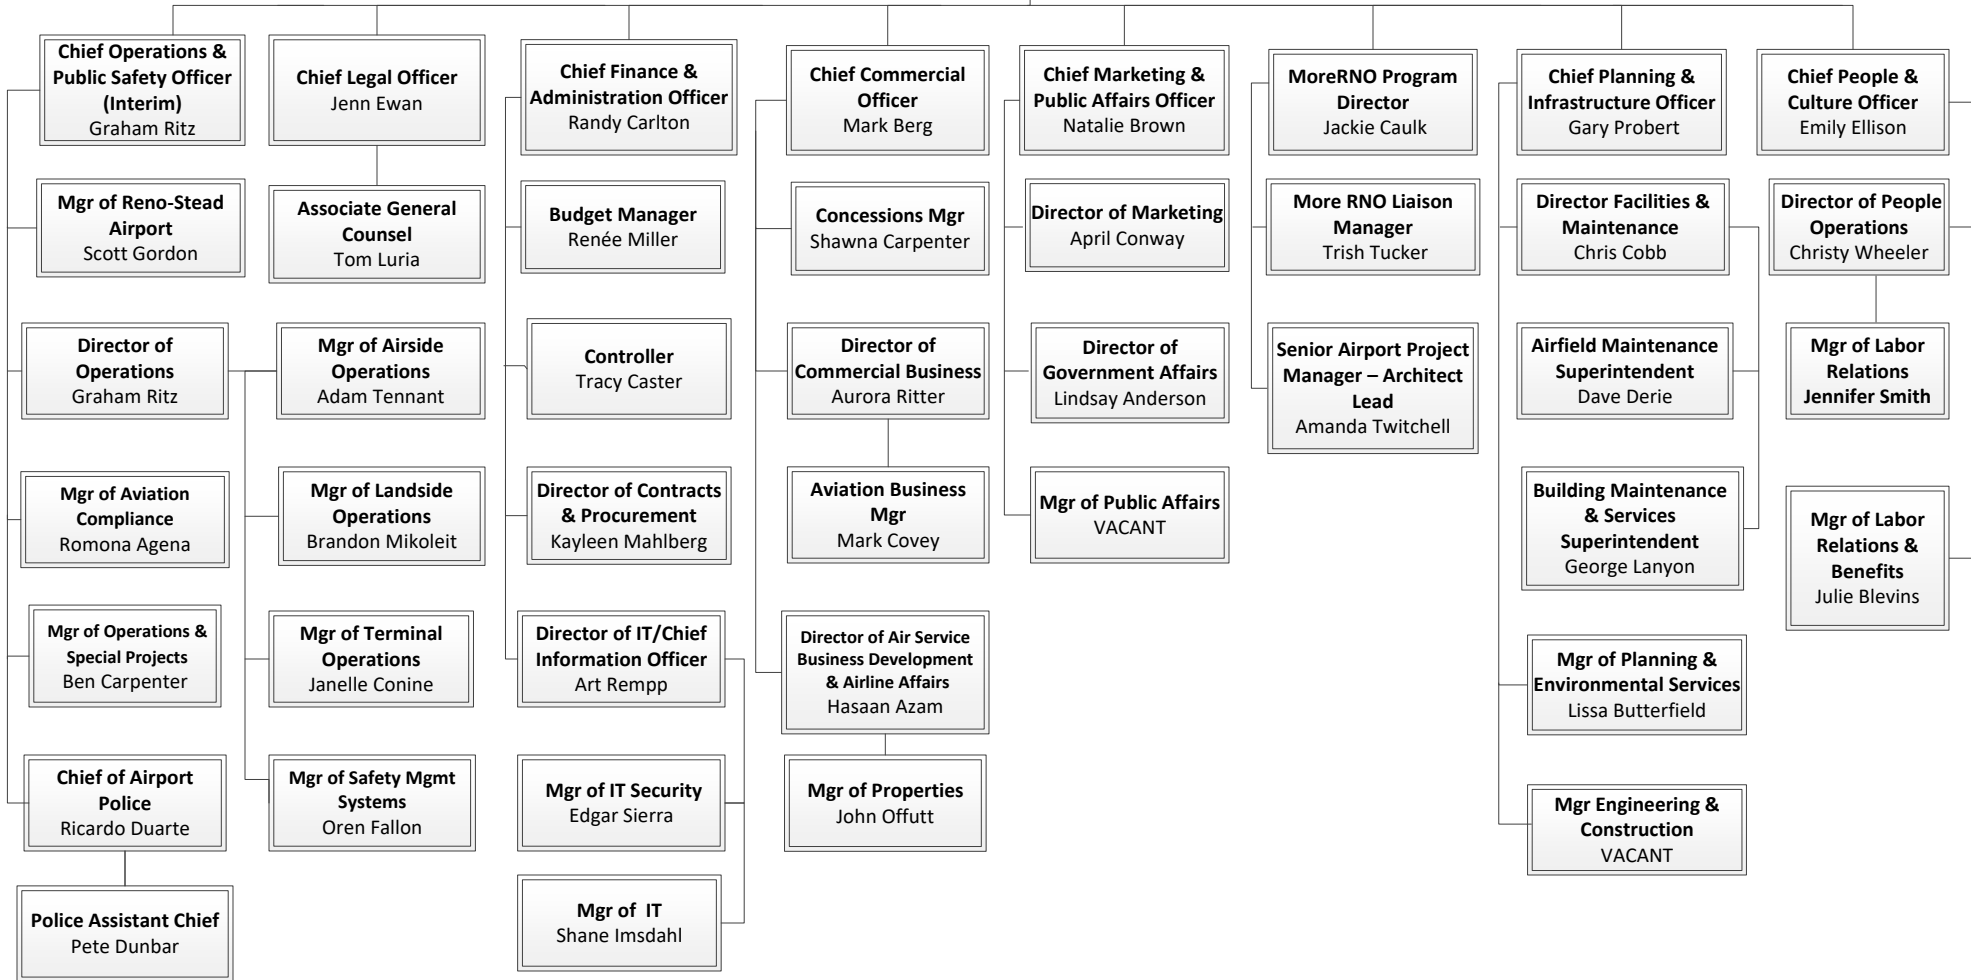 Chief Operations &
Public Safety Officer
(Interim)
Graham Ritz
Chief Legal Officer
Jenn Ewan
Chief Finance &
Administration Officer
Randy Carlton
Chief Commercial
Officer
Mark Berg
Chief Marketing &
Public Affairs Officer
Natalie Brown
MoreRNO Program
Director
Jackie Caulk
Chief Planning &
Infrastructure Officer
Gary Probert
Chief People &
Culture Officer
Emily Ellison
Mgr of Reno-Stead
Airport
Scott Gordon
Associate General
Counsel
Tom Luria
Budget Manager
Renée Miller
Concessions Mgr
Shawna Carpenter
Director of Marketing
April Conway
More RNO Liaison
Manager
Trish Tucker
Director Facilities &
Maintenance
Chris Cobb
Director of People
Operations
Christy Wheeler
Director of
Operations
Graham Ritz
Mgr of Airside
Operations
Adam Tennant
Controller
Tracy Caster
Director of
Commercial Business
Aurora Ritter
Director of
Government Affairs
Lindsay Anderson
Senior Airport Project
Manager – Architect
Lead
Amanda Twitchell
Airfield Maintenance
Superintendent
Dave Derie
Mgr of Labor
Relations
Jennifer Smith
Mgr of Aviation
Compliance
Romona Agena
Mgr of Landside
Operations
Brandon Mikoleit
Director of Contracts
& Procurement
Kayleen Mahlberg
Aviation Business
Mgr
Mark Covey
Mgr of Public Affairs
VACANT
Building Maintenance
& Services
Superintendent
George Lanyon
Mgr of Labor
Relations &
Benefits
Julie Blevins
Mgr of Operations &
Special Projects
Ben Carpenter
Mgr of Terminal
Operations
Janelle Conine
Director of IT/Chief
Information Officer
Art Rempp
Director of Air Service
Business Development
& Airline Affairs
Hasaan Azam
Mgr of Planning &
Environmental Services
Lissa Butterfield
Chief of Airport
Police
Ricardo Duarte
Mgr of Safety Mgmt
Systems
Oren Fallon
Mgr of IT Security
Edgar Sierra
Mgr of Properties
John Offutt
Mgr Engineering &
Construction
VACANT
Police Assistant Chief
Pete Dunbar
Mgr of IT
Shane Imsdahl